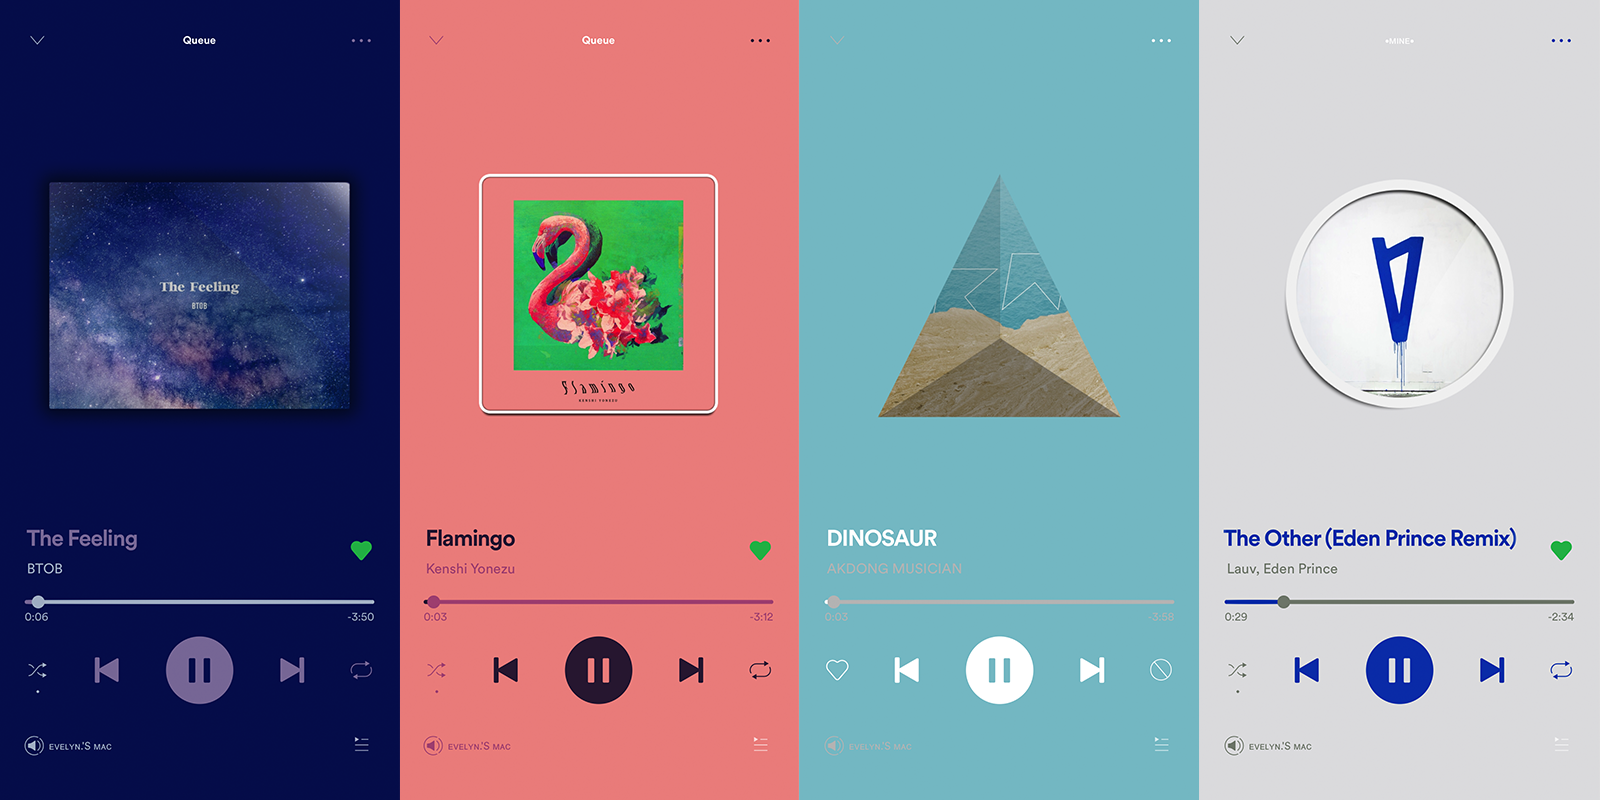 Queue
The Feeling
BTOB
The Feeling
BTOB
0:06
-3:50
EVELYN.'S MAC
Queue
Flamingo
KENSHI YONEZU
Flamingo
Kenshi Yonezu
0:03
-3:12
EVELYN.'S MAC
DINOSAUR
AKDONG MUSICIAN
0:03
-3:58
EVELYN.'S MAC
•MINE•
The Other (Eden Prince Remix)
Lauv, Eden Prince
0:29
-2:34
EVELYN.'S MAC